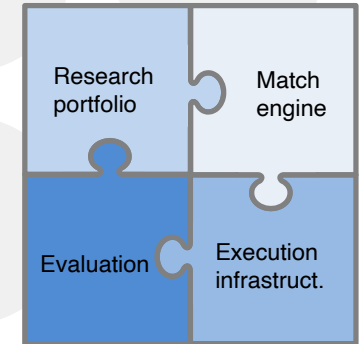 Research
portfolio
Match
engine
Evaluation
Execution
infrastruct.